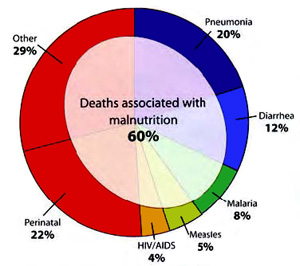 Pneumonia
20%
Other
29%
Deaths associated with
malnutrition
60%
Diarrhea
12%
Malaria
8%
Measles
5%
HIV/AIDS
4%
Perinatal
22%